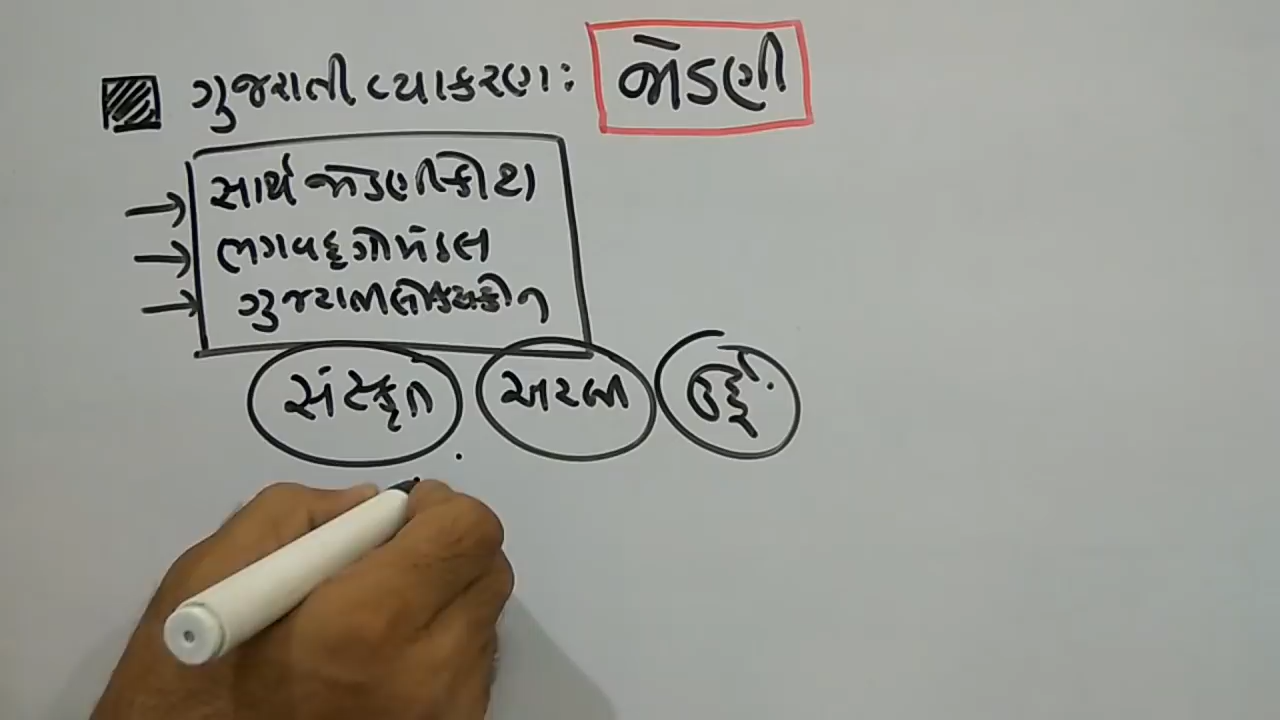 ગુજરાતી વ્યાકરણ: જોડણી
સાર્થ જોડણીકોશ
ભગવદ્ગોમંડલ
ગુજરાતીલેક્સિકોન
સંસ્કૃત અરબી ઉર્દૂ